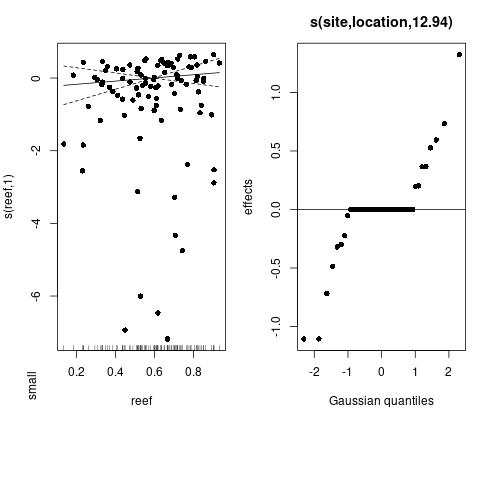 s(site,location,12.94)
0
-2
-4
-6
s(reef,1)
0.2 0.4 0.6 0.8
reef
small
1.0
0.5
0.0
-0.5
-1.0
effects
-2 -1 0 1 2
Gaussian quantiles